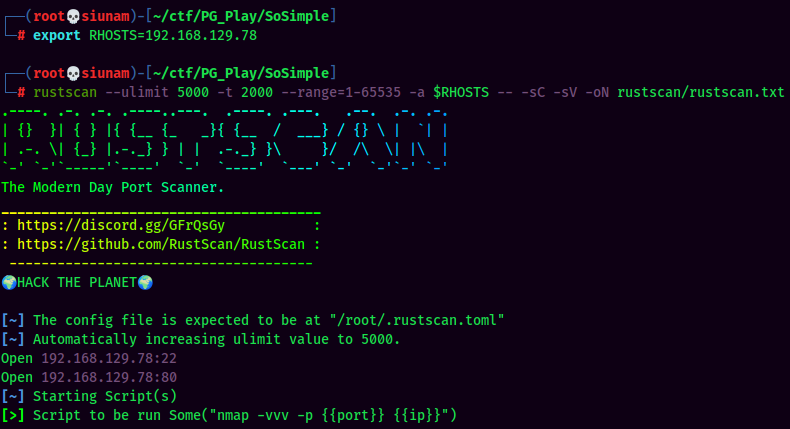 ┌──(root💀siunam)-[~/ctf/PG_Play/SoSimple]
└─# export RHOSTS=192.168.129.78
┌──(root💀siunam)-[~/ctf/PG_Play/SoSimple]
└─# rustscan --ulimit 5000 -t 2000 --range=1-65535 -a $RHOSTS -- -sC -sV -oN rustscan/rustscan.txt
.----. .-. .-. .----..---.  .----. .---.   .--.  .-. .-.
| {}  }| { } |{ {__ {_   _}{ {__  /  ___} / {} \ |  `| |
| .-. \| {_} |.-._} } | |  .-._} }\     }/  /\  \| |\  |
`-' `-'`-----'`----'  `-'  `----'  `---' `-'  `-'`-' `-'
The Modern Day Port Scanner.
________________________________________
: https://discord.gg/GFrQsGy           :
: https://github.com/RustScan/RustScan :
 --------------------------------------
🌍HACK THE PLANET🌍
[~] The config file is expected to be at "/root/.rustscan.toml"
[~] Automatically increasing ulimit value to 5000.
Open 192.168.129.78:22
Open 192.168.129.78:80
[~] Starting Script(s)
[>] Script to be run Some("nmap -vvv -p {{port}} {{ip}}")